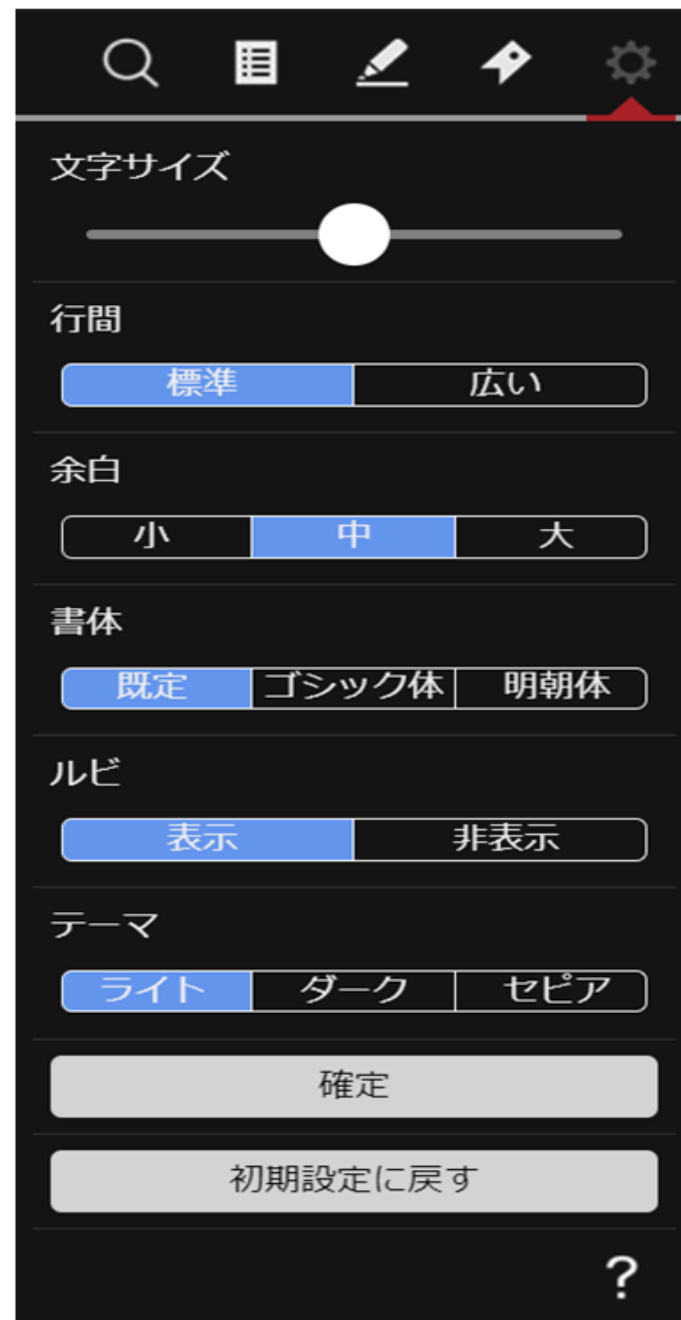 文字サイズ
行間
標準 広い
余白
小 中 大
書体
既定 ゴシック体 明朝体
ルビ
表示 非表示
テーマ
ライト ダーク セピア
確定
初期設定に戻す
?